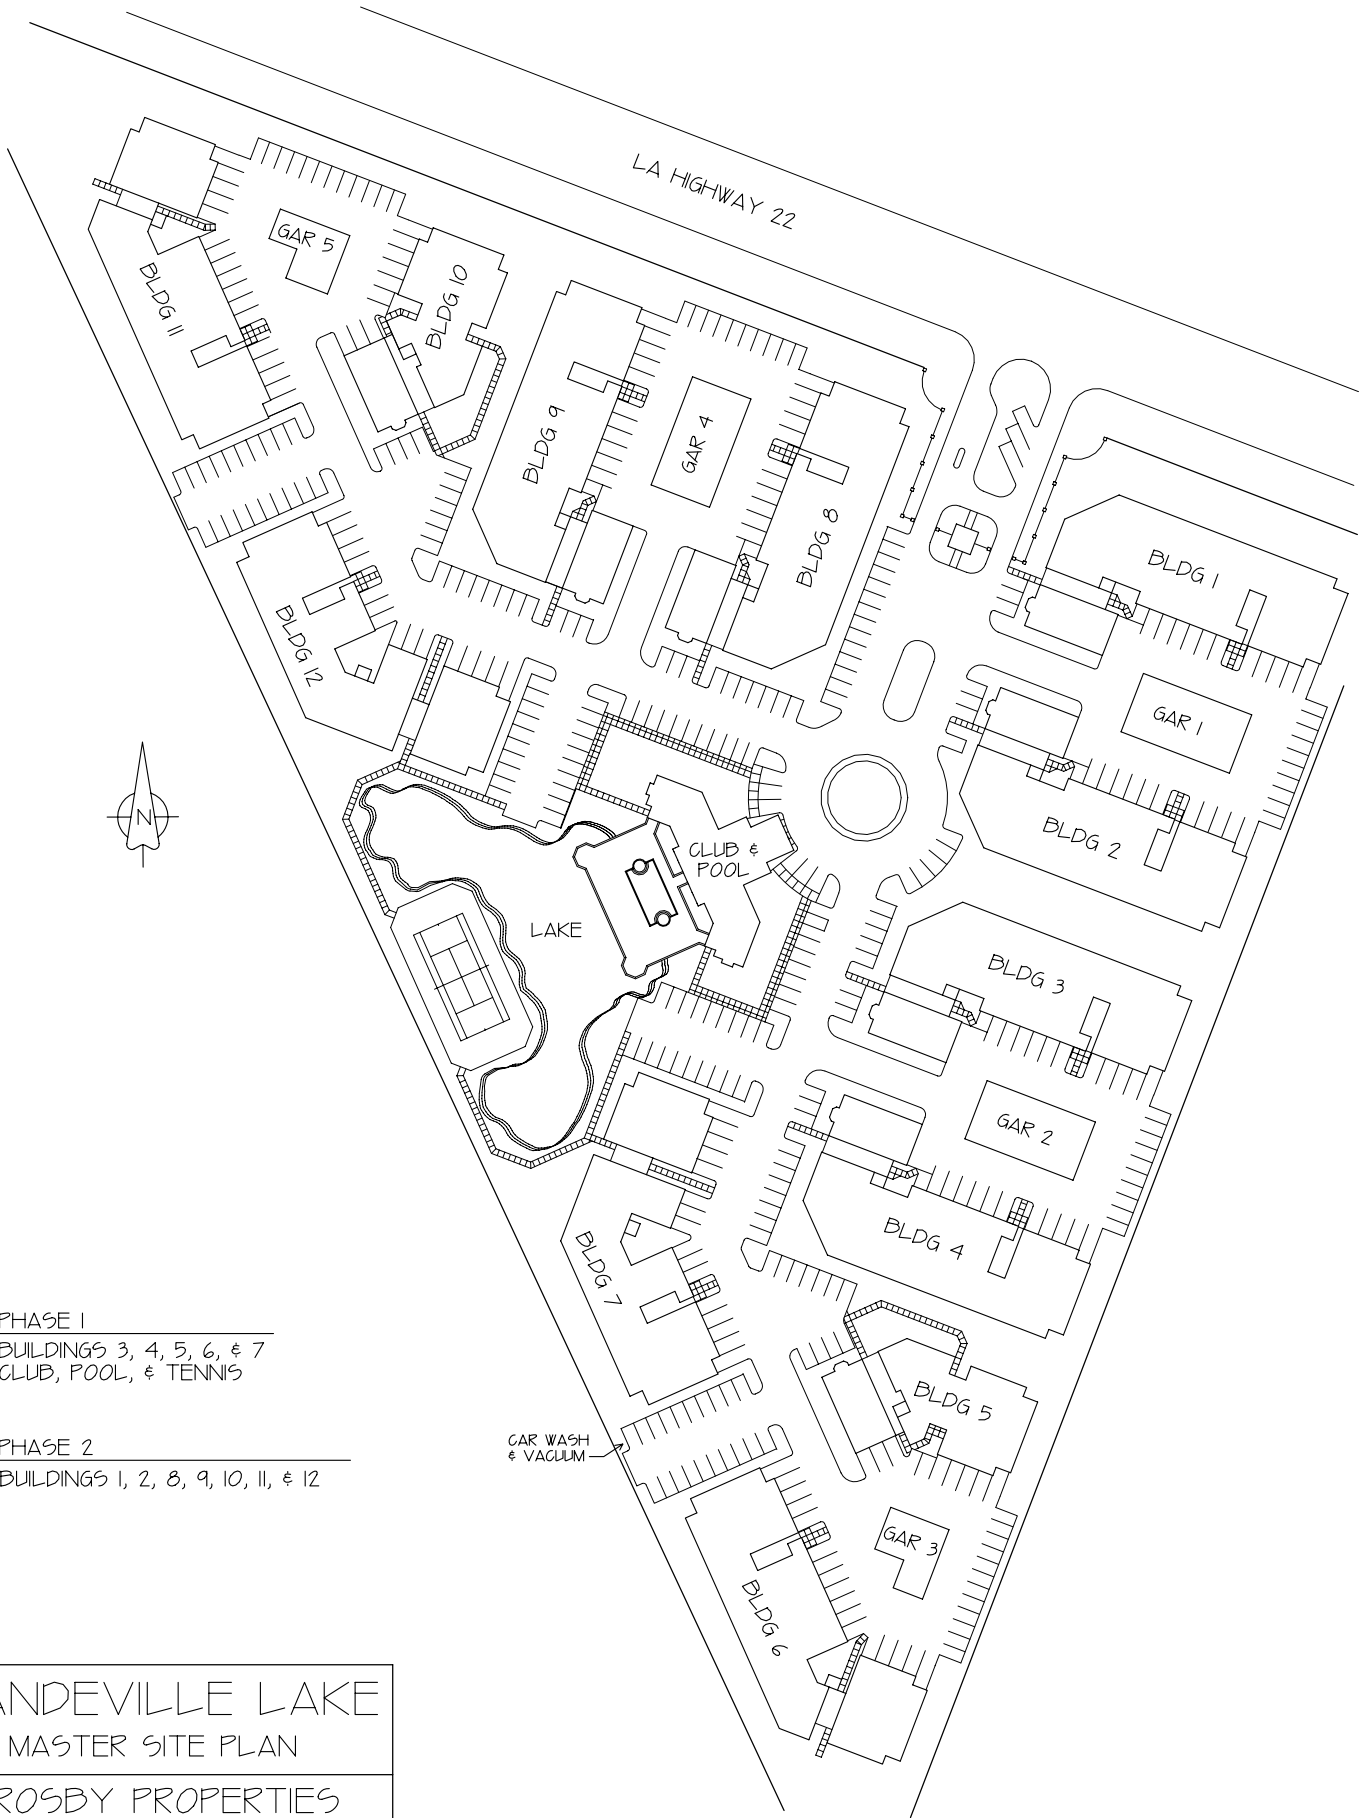 LA HIGHWAY 22
GAR 5
BLDG 10
BLDG 11
BLDG 9
GAR 4
BLDG 8
BLDG 1
BLDG 12
GAR 1
N
BLDG 2
CLUB &
POOL
LAKE
BLDG 3
GAR 2
BLDG 4
BLDG 7
PHASE 1
BUILDINGS 3, 4, 5, 6, & 7
CLUB, POOL, & TENNIS
BLDG 5
PHASE 2
BUILDINGS 1, 2, 8, 9, 10, 11, & 12
CAR WASH
& VACUUM
GAR 3
BLDG 6
ANDEVILLE LAKE
MASTER SITE PLAN
ROSBY PROPERTIES